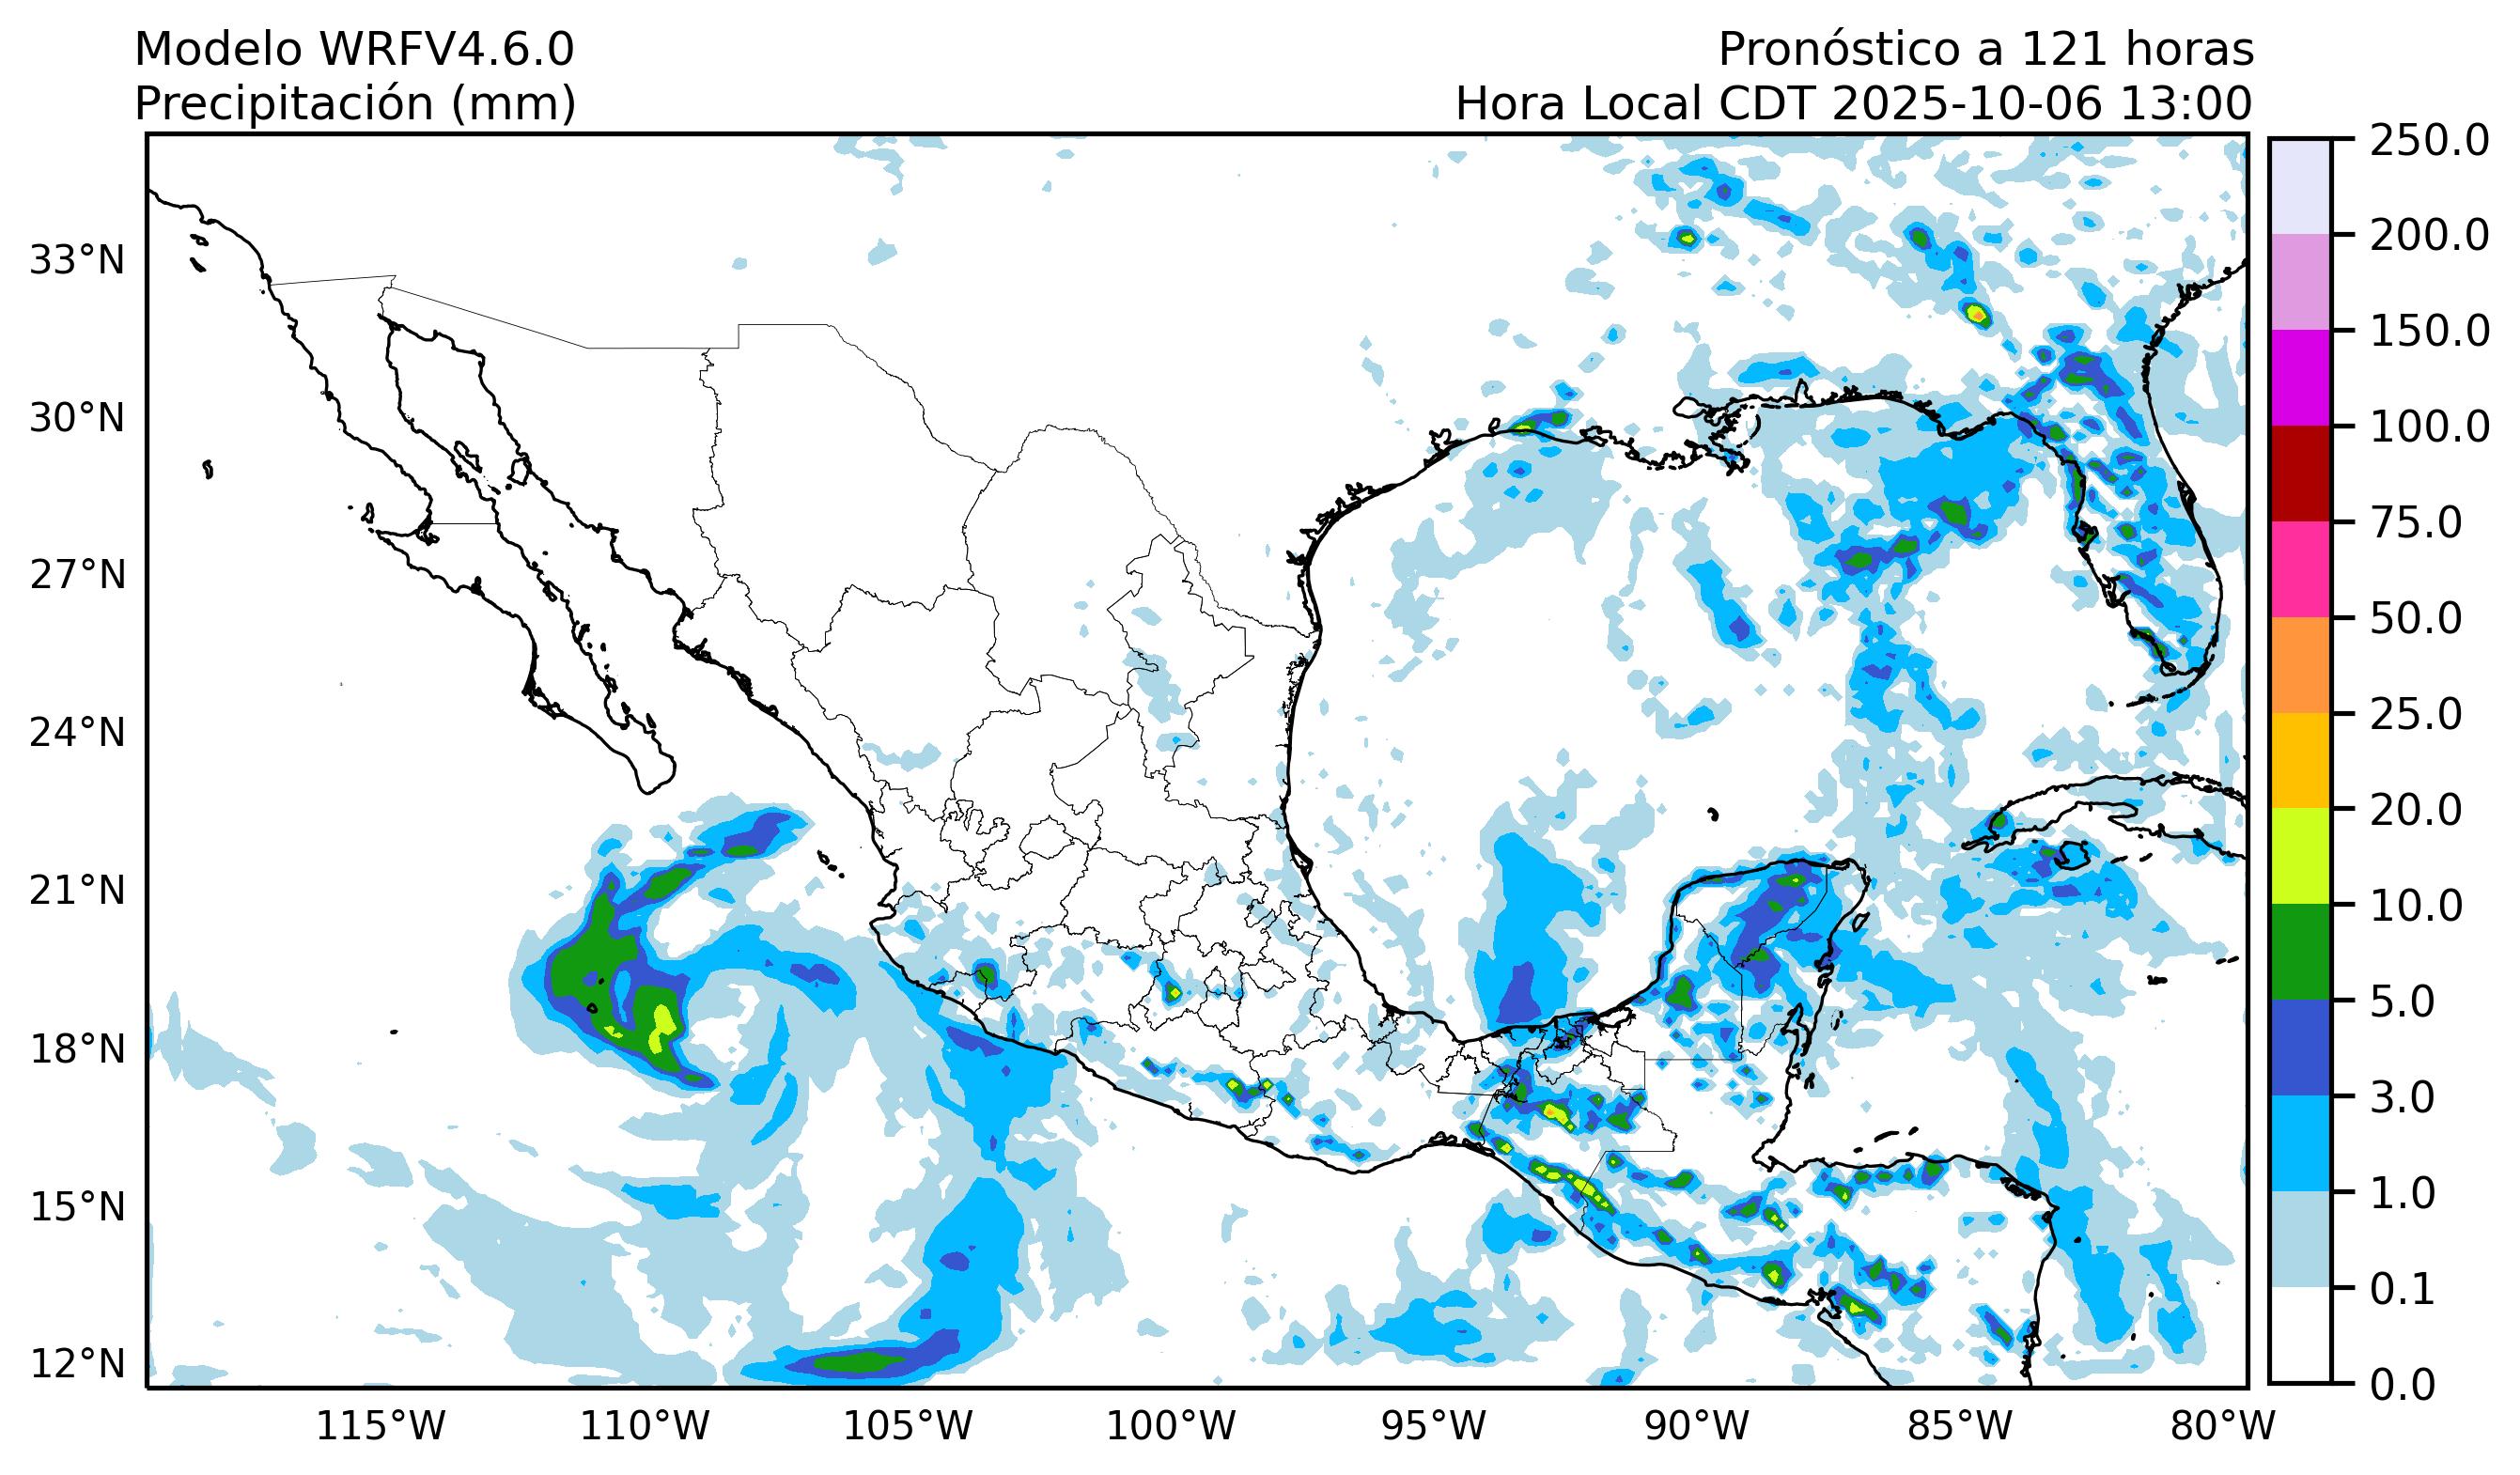 Modelo WRFV4.6.0
Precipitación (mm)
Pronóstico a 121 horas
Hora Local CDT 2025-10-06 13:00
33°N
30°N
27°N
24°N
21°N
18°N
15°N
12°N
115°W
110°W
105°W
100°W
95°W
90°W
85°W
80°W
250.0
200.0
150.0
100.0
75.0
50.0
25.0
20.0
10.0
5.0
3.0
1.0
0.1
0.0